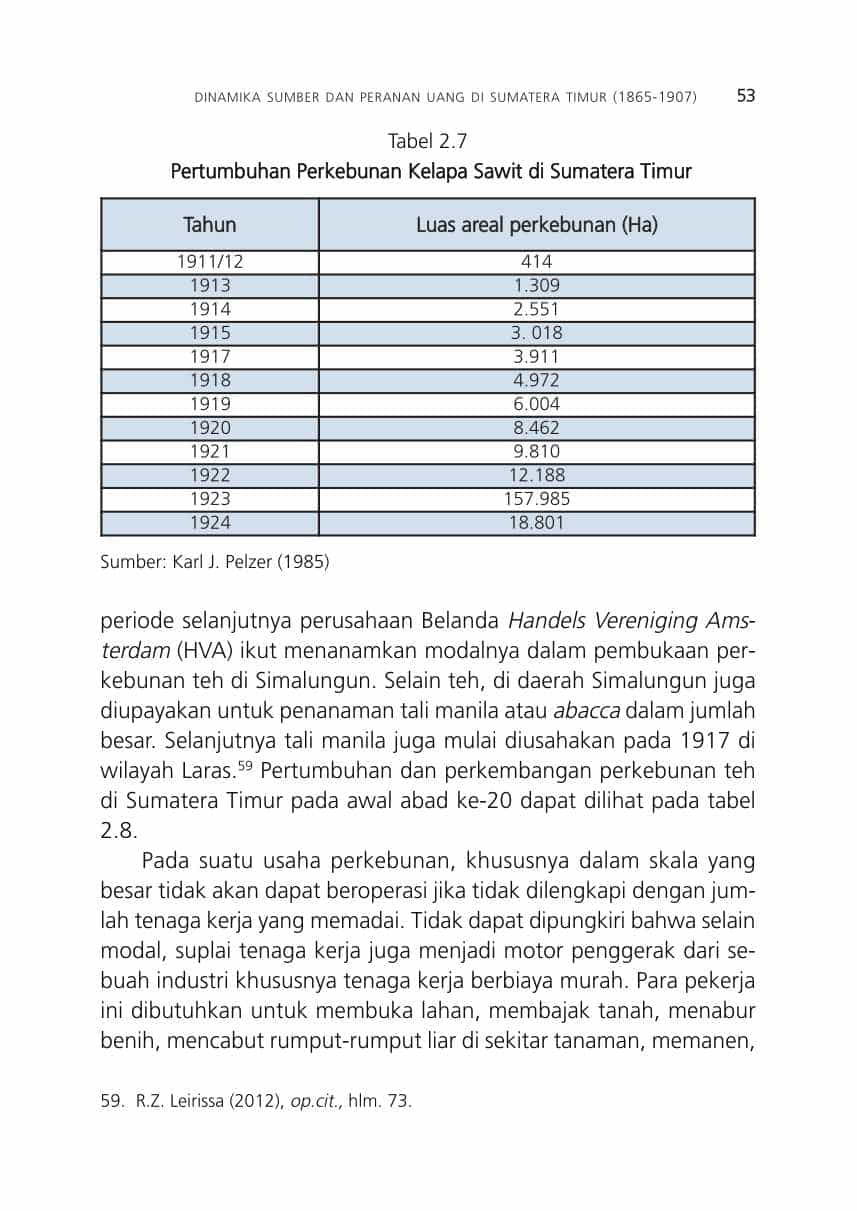 DINAMIKA SUMBER DAN PERANAN UANG DI SUMATERA TIMUR (1865-1907) 53
Tabel 2.7
Pertumbuhan Perkebunan Kelapa Sawit di Sumatera Timur
Tahun Luas areal perkebunan (Ha)
1911/12 414
1913 1.309
1914 2.551
1915 3. 018
1917 3.911
1918 4.972
1919 6.004
1920 8.462
1921 9.810
1922 12.188
1923 157.985
1924 18.801
Sumber: Karl J. Pelzer (1985)
periode selanjutnya perusahaan Belanda Handels Vereniging Ams-
terdam (HVA) ikut menanamkan modalnya dalam pembukaan per-
kebunan teh di Simalungun. Selain teh, di daerah Simalungun juga
diupayakan untuk penanaman tali manila atau abacca dalam jumlah
besar. Selanjutnya tali manila juga mulai diusahakan pada 1917 di
wilayah Laras.59 Pertumbuhan dan perkembangan perkebunan teh
di Sumatera Timur pada awal abad ke-20 dapat dilihat pada tabel
2.8.
Pada suatu usaha perkebunan, khususnya dalam skala yang
besar tidak akan dapat beroperasi jika tidak dilengkapi dengan jum-
lah tenaga kerja yang memadai. Tidak dapat dipungkiri bahwa selain
modal, suplai tenaga kerja juga menjadi motor penggerak dari se-
buah industri khususnya tenaga kerja berbiaya murah. Para pekerja
ini dibutuhkan untuk membuka lahan, membajak tanah, menabur
benih, mencabut rumput-rumput liar di sekitar tanaman, memanen,
59. R.Z. Leirissa (2012), op.cit., hlm. 73.